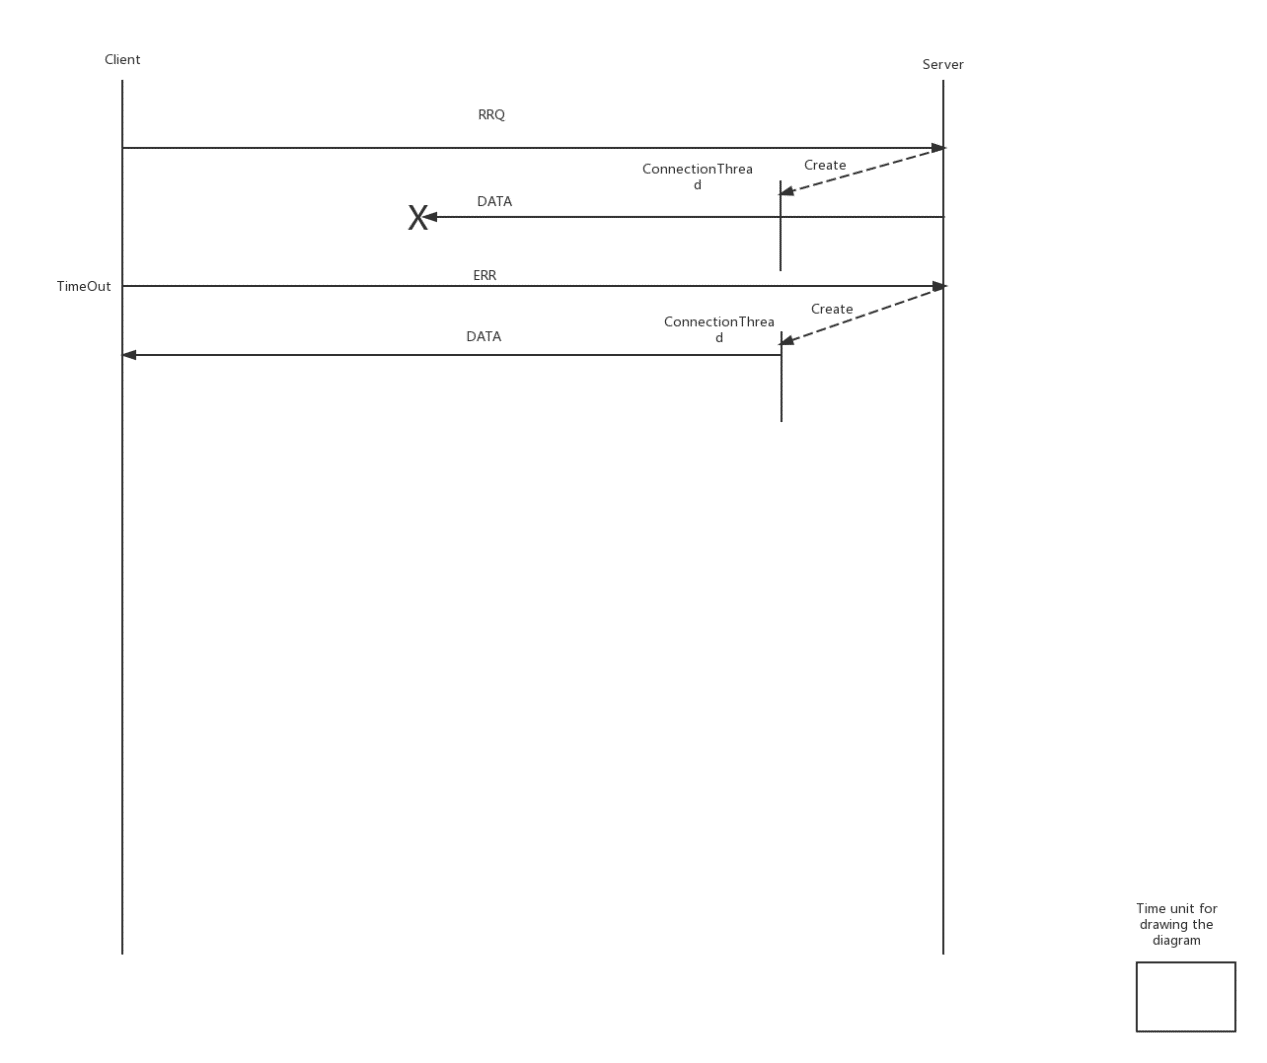 Client
Server
RRQ
ConnectionThrea
d
Create
DATA
X
TimeOut
ERR
ConnectionThrea
d
Create
DATA
Time unit for
drawing the
diagram